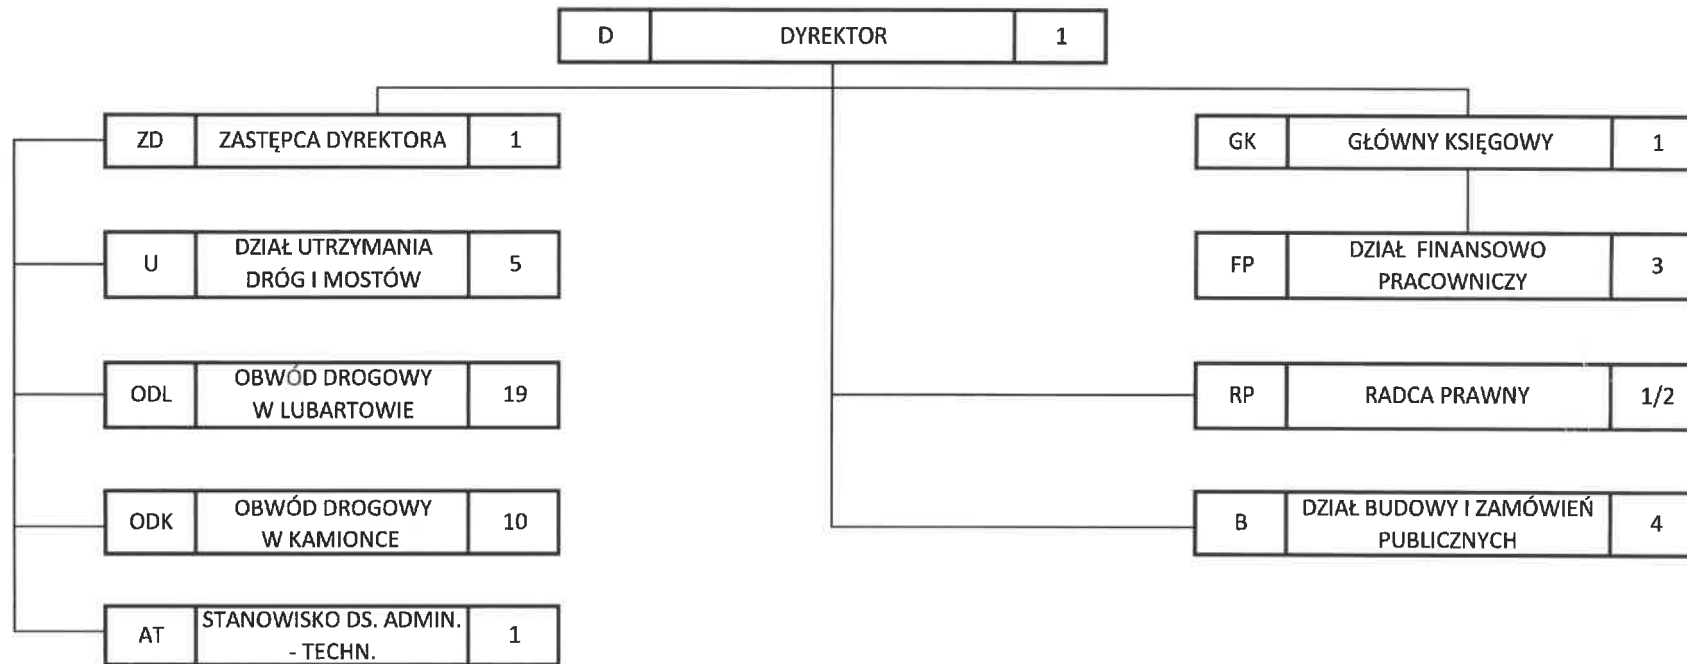 D DYREKTOR 1
ZD ZASTĘPCA DYREKTORA 1
GK GŁÓWNY KSIĘGOWY 1
U DZIAŁ UTRZYMANIA
DRÓG I MOSTÓW 5
FP DZIAŁ FINANSOWO
PRACOWNICZY 3
ODL OBWÓD DROGOWY
W LUBARTOWIE 19
RP RADCA PRAWNY 1/2
ODK OBWÓD DROGOWY
W KAMIONCE 10
B DZIAŁ BUDOWY I ZAMÓWIEŃ
PUBLICZNYCH 4
AT STANOWISKO DS. ADMIN.
- TECHN. 1